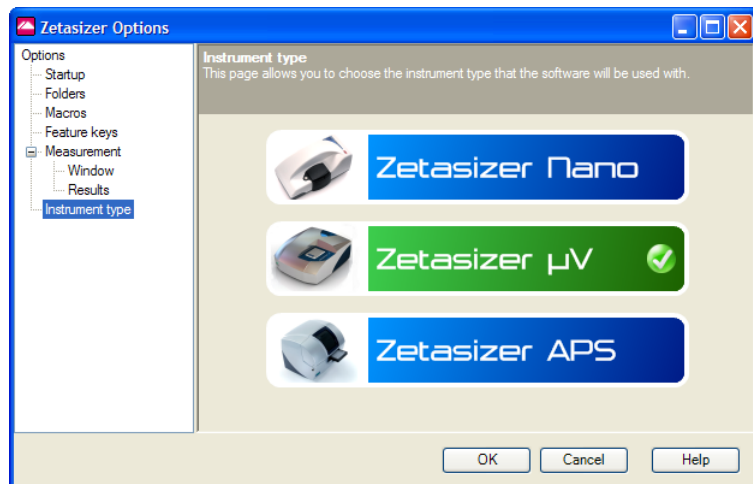 Zetasizer Options
Options
Startup
Folders
Macros
Feature keys
Measurement
Window
Results
Instrument type
Instrument type
This page allows you to choose the instrument type that the software will be used with.
Zetasizer Nano
Zetasizer µV
Zetasizer APS
OK
Cancel
Help